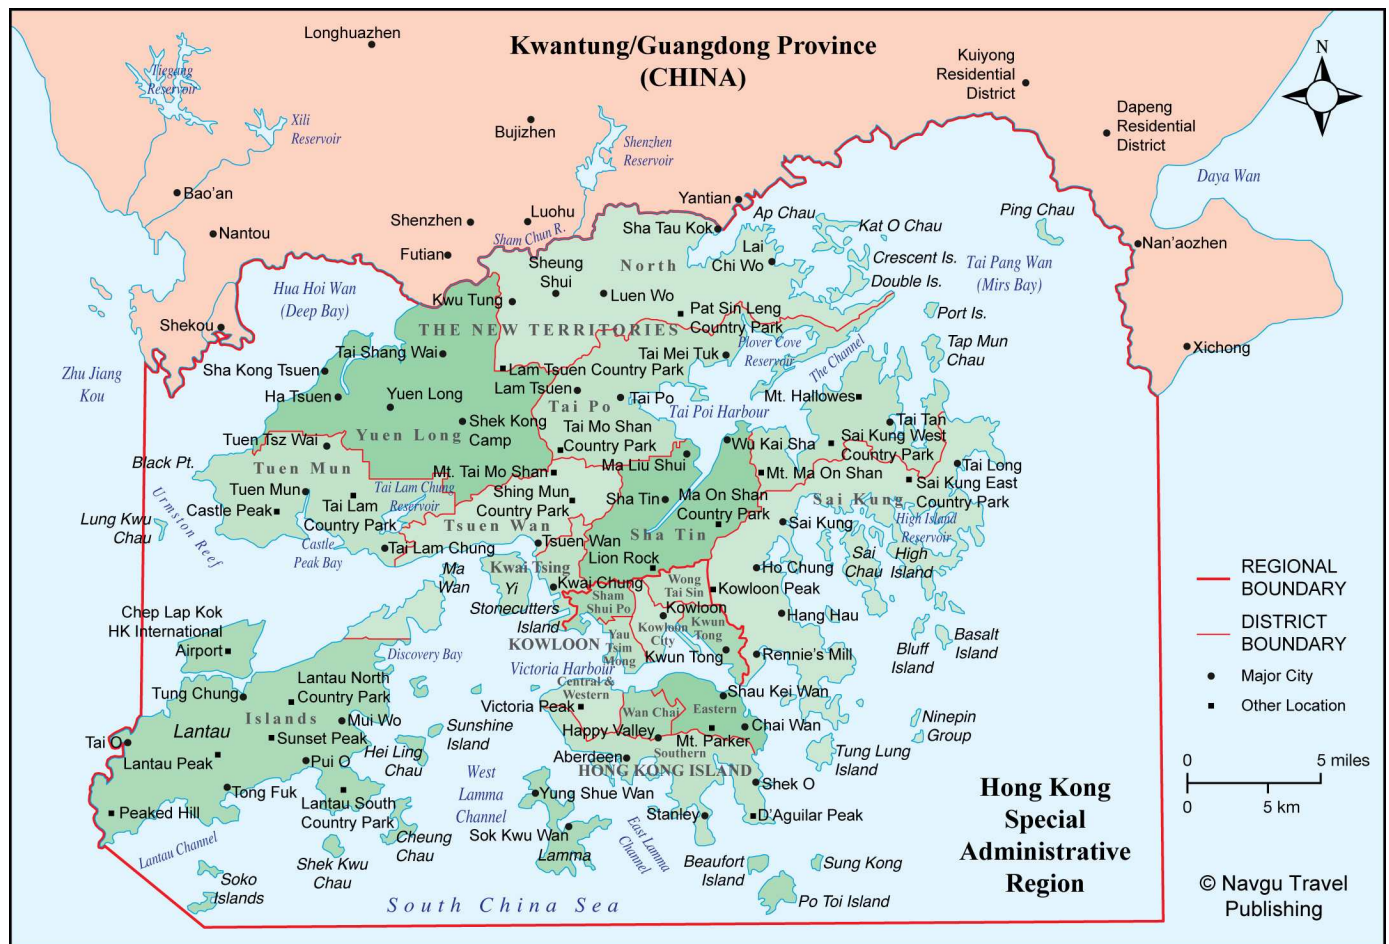 Longhuazhen
Kwantung/Guangdong Province
(CHINA)
Kuiyong
Residential
District
N
Tiegang
Reservoir
Xili
Reservoir
Bujizhen
Shenzhen
Reservoir
Dapeng
Residential
District
Daya Wan
Bao'an
Nantou
Shenzhen
Luohu
Sham Chun R.
Futian
Yantian
Sha Tau Kok
Ap Chau
Kat O Chau
Ping Chau
Nan'aozhen
Lai
Chi Wo
Crescent Is.
Double Is.
Tai Pang Wan
(Mirs Bay)
Hua Hoi Wan
(Deep Bay)
Sheung
Shui
North
Kwu Tung
Luen Wo
Pat Sin Leng
Country Park
Port Is.
Shekou
THE NEW TERRITORIES
Tap Mun
Chau
Xichong
Zhu Jiang
Kou
Tai Shang Wai
Sha Kong Tsuen
Tai Mei Tuk
Plover Cove
Reservoir
The Channel
Lam Tsuen Country Park
Ha Tsuen
Yuen Long
Lam Tsuen
Tai Po
Tai Po
Tai Poi Harbour
Mt. Hallowes
Shek Kong
Camp
Yuen Long
Tai Mo Shan
Country Park
Tai Tan
Sai Kung West
Country Park
Tuen Tsz Wai
Wu Kai Sha
Black Pt.
Tuen Mun
Mt. Tai Mo Shan
Ma Liu Shui
Mt. Ma On Shan
Tai Long
Sai Kung East
Country Park
Tuen Mun
Castle Peak
Tai Lam
Country Park
Tai Lam Chung
Reservoir
Shing Mun
Country Park
Sha Tin
Ma On Shan
Country Park
Sai Kung
Lung Kwu
Chau
Urmston Reef
Castle
Peak Bay
Tsuen Wan
Tsuen Wan
Sha Tin
Sai Kung
High Island
Reservoir
Tai Lam Chung
Lion Rock
Sai
Chau
High
Island
Ma
Wan
Kwai Tsing
Yi
Kwai Chung
Wong
Tai Sin
Ho Chung
Kowloon Peak
Stonecutters
Island
Sham
Shui Po
Kowloon
Kowloon
City
Kwun
Tong
Hang Hau
Chep Lap Kok
HK International
Airport
KOWLOON
Yau
Tsim
Mong
Kwun Tong
Rennie's Mill
Bluff
Island
Basalt
Island
Discovery Bay
Victoria Harbour
REGIONAL
BOUNDARY
DISTRICT
BOUNDARY
Major City
Other Location
Lantau North
Country Park
Tung Chung
Islands
Mui Wo
Central &
Western
Victoria Peak
Wan Chai
Eastern
Shau Kei Wan
Chai Wan
Ninepin
Group
Lantau
Sunset Peak
Sunshine
Island
Happy Valley
Mt. Parker
Tai O
Lantau Peak
Pui O
Hei Ling
Chau
Aberdeen
Southern
HONG KONG ISLAND
Tung Lung
Island
West
Lamma
Channel
Tong Fuk
Lantau South
Country Park
Yung Shue Wan
Shek O
Peaked Hill
Cheung
Chau
Sok Kwu Wan
Lamma
Stanley
D'Aguilar Peak
East Lamma
Channel
Lantau Channel
Shek Kwu
Chau
Beaufort
Island
Sung Kong
Soko
Islands
Po Toi Island
South China Sea
0 5 miles
0 5 km
Hong Kong
Special
Administrative
Region
© Navgu Travel
Publishing